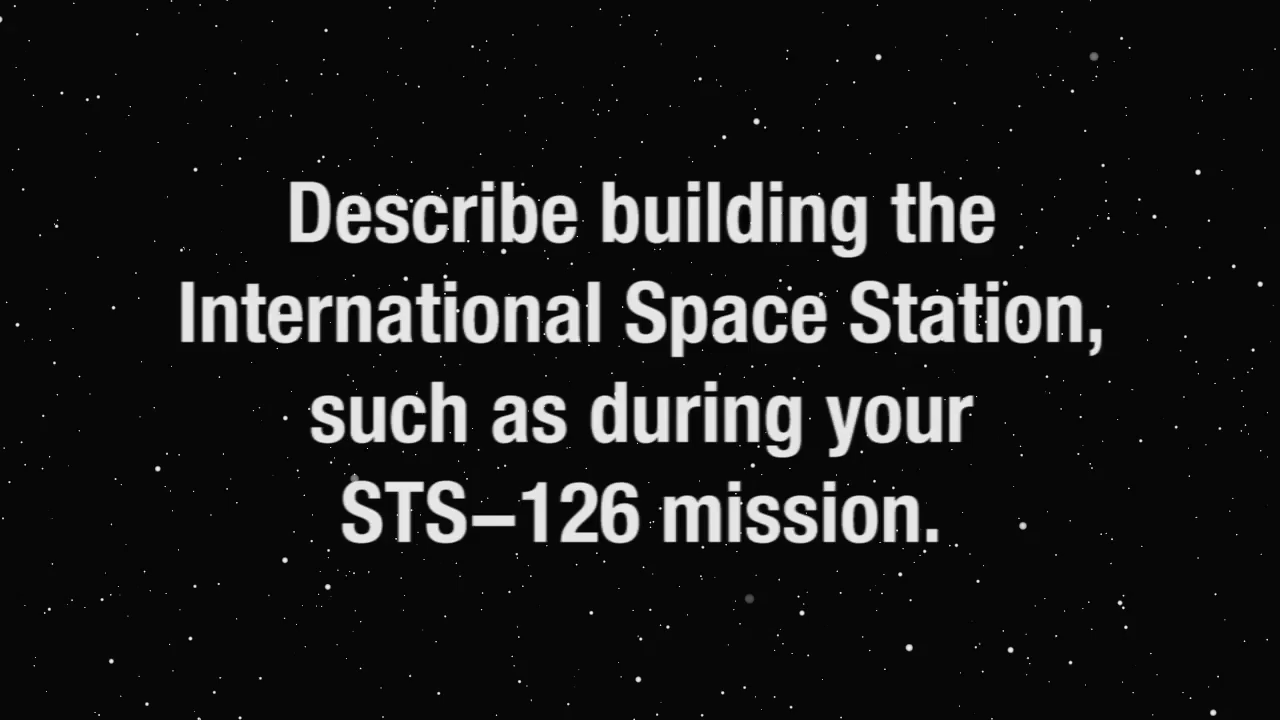 Describe building the
International Space Station,
such as during your
STS–126 mission.